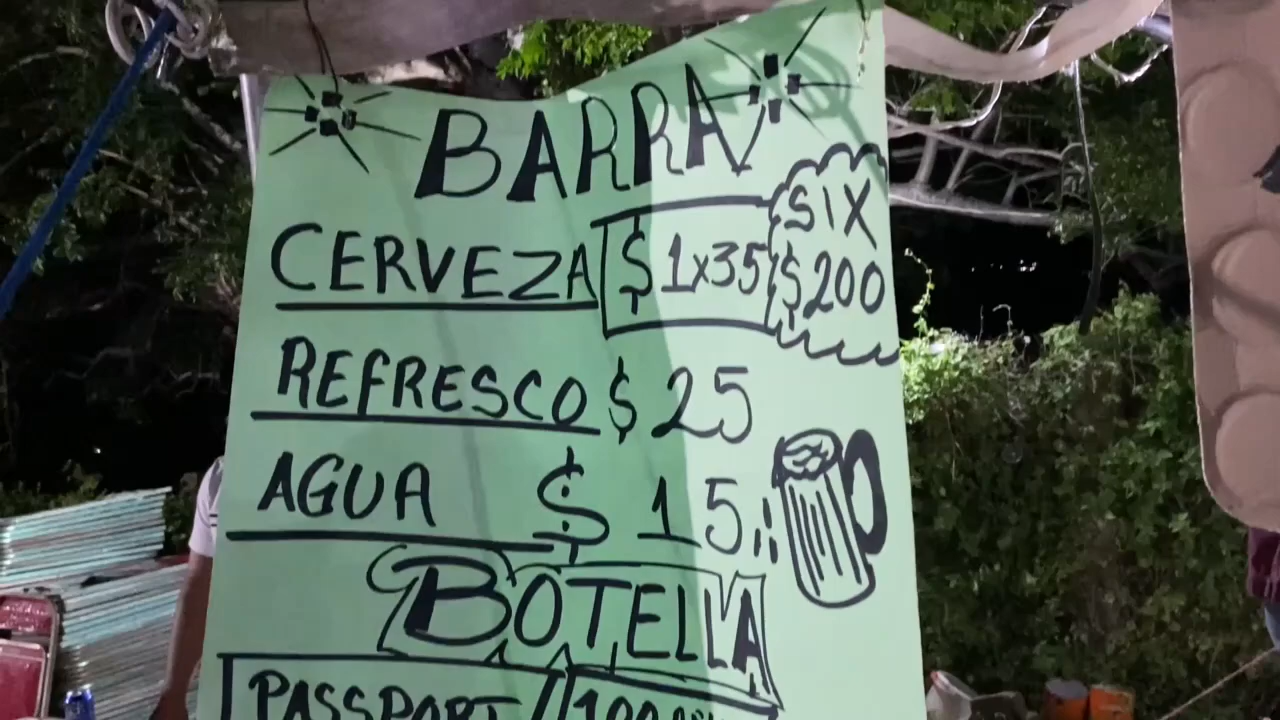 BARRA
CERVEZA $1x35 SIX $200
REFRESCO $25
AGUA $15
BOTELLA
PASSPORT